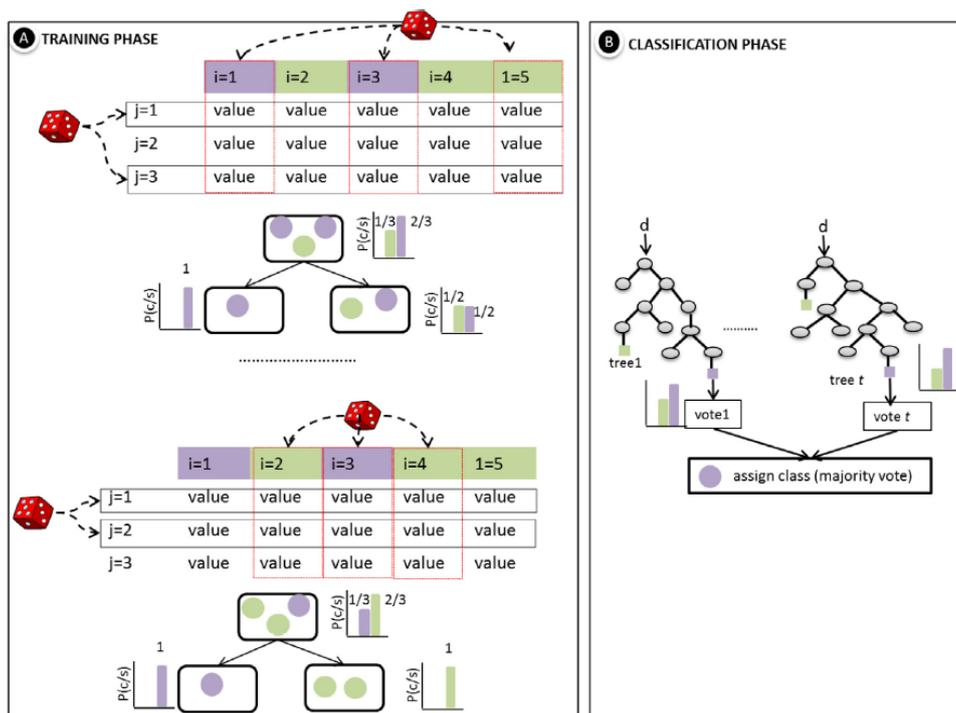 A TRAINING PHASE
i=1 i=2 i=3 i=4 1=5
j=1 value value value value value
j=2 value value value value value
j=3 value value value value value
P(c/s) 1/3 2/3
P(c/s) 1
P(c/s) 1/2 1/2
.................................
i=1 i=2 i=3 i=4 1=5
j=1 value value value value value
j=2 value value value value value
j=3 value value value value value
P(c/s) 1/3 2/3
P(c/s) 1
P(c/s) 1
B CLASSIFICATION PHASE
d d
..........
tree1 tree t
vote1 vote t
assign class (majority vote)